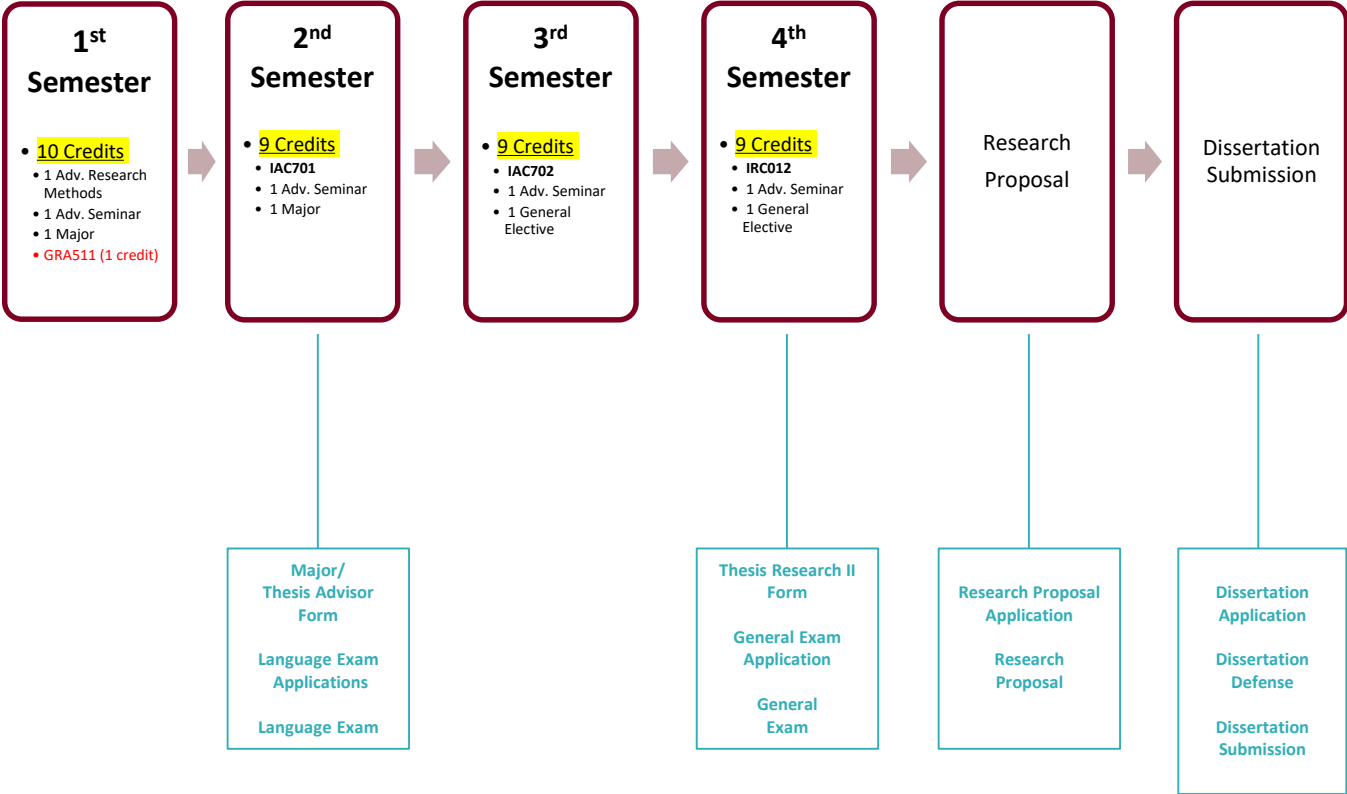 1st
Semester
• 10 Credits
• 1 Adv. Research
Methods
• 1 Adv. Seminar
• 1 Major
• GRA511 (1 credit)
2nd
Semester
• 9 Credits
• IAC701
• 1 Adv. Seminar
• 1 Major
3rd
Semester
• 9 Credits
• IAC702
• 1 Adv. Seminar
• 1 General
Elective
4th
Semester
• 9 Credits
• IRC012
• 1 Adv. Seminar
• 1 General
Elective
Research
Proposal
Dissertation
Submission
Major/
Thesis Advisor
Form
Language Exam
Applications
Language Exam
Thesis Research II
Form
General Exam
Application
General
Exam
Research Proposal
Application
Research
Proposal
Dissertation
Application
Dissertation
Defense
Dissertation
Submission